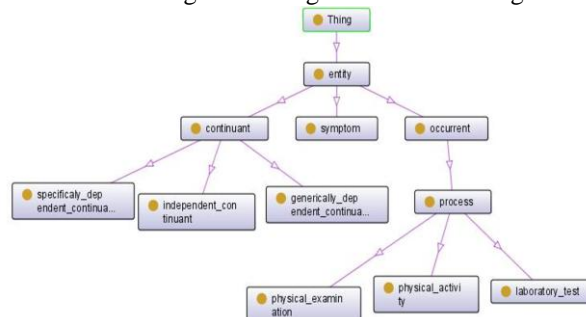 Thing
entity
continuant
symptom
occurrent
specificaly_dep
endent_continua...
independent_con
tinuant
generically_dep
endent_continua...
process
physical_examin
ation
physical_activi
ty
laboratory_test